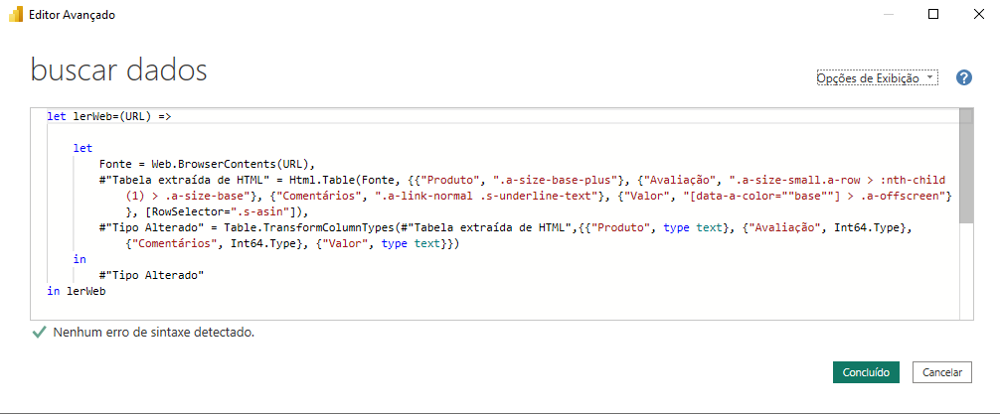 Editor Avançado
buscar dados
Opções de Exibição
?
let lerWeb=(URL) =>
let
Fonte = Web.BrowserContents(URL),
#"Tabela extraída de HTML" = Html.Table(Fonte, {{"Produto", ".a-size-base-plus"}, {"Avaliação", ".a-size-small.a-row > :nth-child
(1) > .a-size-base"}, {"Comentários", ".a-link-normal .s-underline-text"}, {"Valor", "[data-a-color=""base""] > .a-offscreen"}
}, [RowSelector=".s-asin"]),
#"Tipo Alterado" = Table.TransformColumnTypes(#"Tabela extraída de HTML",{{"Produto", type text}, {"Avaliação", Int64.Type},
{"Comentários", Int64.Type}, {"Valor", type text}})
in
#"Tipo Alterado"
in lerWeb
Nenhum erro de sintaxe detectado.
Concluído
Cancelar